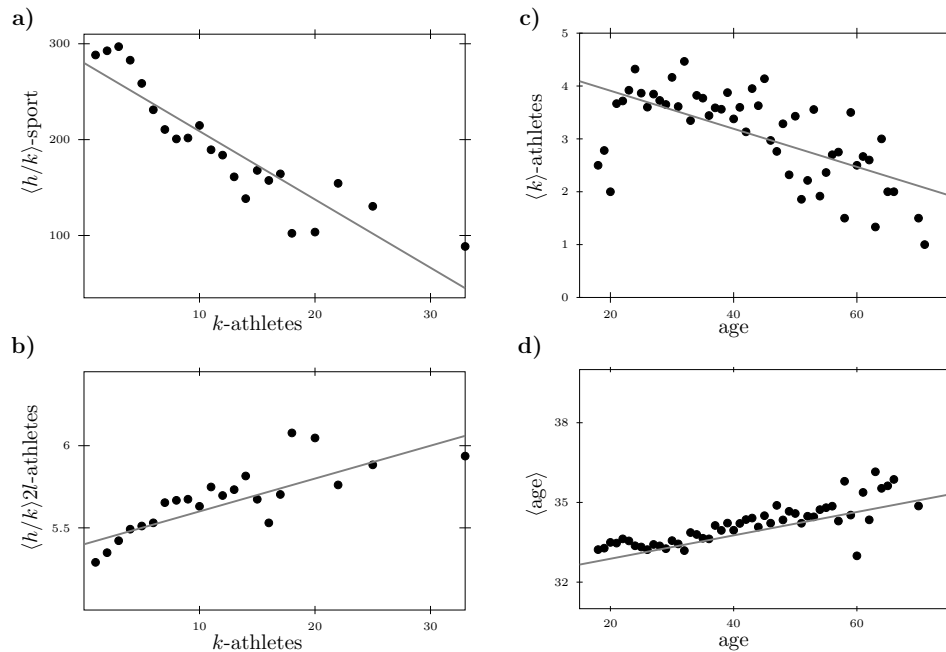 a)
⟨h/k⟩-sport
300
200
100
10
20
30
k-athletes
b)
⟨h/k⟩2l-athletes
6
5.5
10
20
30
k-athletes
c)
⟨k⟩-athletes
5
4
3
2
1
0
20
40
60
age
d)
⟨age⟩
38
35
32
20
40
60
age